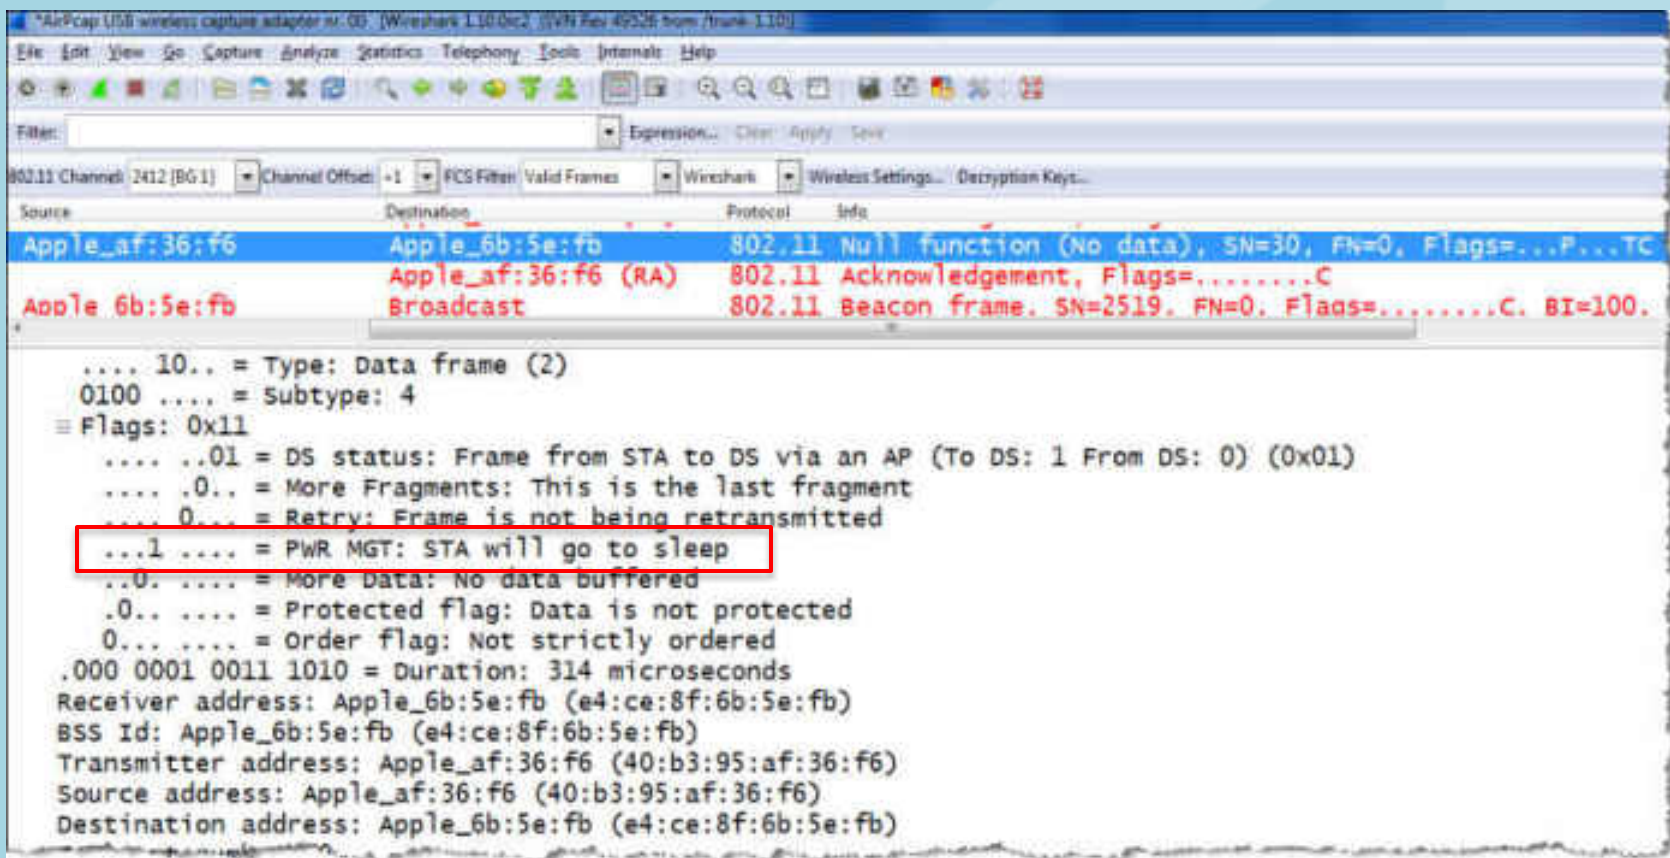 *AirPcap USB wireless capture adapter nr. 00 [Wireshark 1.10.0rc2 (SVN Rev 49526 from /trunk-1.10)]
File Edit View Go Capture Analyze Statistics Telephony Tools Internals Help
Filter: Expression... Clear Apply Save
802.11 Channel: 2412 [BG 1] Channel Offset: +1 FCS Filter: Valid Frames Wireshark Wireless Settings... Decryption Keys...
Source Destination Protocol Info
Apple_af:36:f6 Apple_6b:5e:fb 802.11 Null function (No data), SN=30, FN=0, Flags=...P...TC
Apple_af:36:f6 (RA) 802.11 Acknowledgement, Flags=........C
Apple_6b:5e:fb Broadcast 802.11 Beacon frame, SN=2519, FN=0, Flags=........C, BI=100,
.... 10.. = Type: Data frame (2)
0100 .... = Subtype: 4
Flags: 0x11
.... ..01 = DS status: Frame from STA to DS via an AP (To DS: 1 From DS: 0) (0x01)
.... .0.. = More Fragments: This is the last fragment
.... 0... = Retry: Frame is not being retransmitted
...1 .... = PWR MGT: STA will go to sleep
..0. .... = More Data: No data buffered
.0.. .... = Protected flag: Data is not protected
0... .... = Order flag: Not strictly ordered
.000 0001 0011 1010 = Duration: 314 microseconds
Receiver address: Apple_6b:5e:fb (e4:ce:8f:6b:5e:fb)
BSS Id: Apple_6b:5e:fb (e4:ce:8f:6b:5e:fb)
Transmitter address: Apple_af:36:f6 (40:b3:95:af:36:f6)
Source address: Apple_af:36:f6 (40:b3:95:af:36:f6)
Destination address: Apple_6b:5e:fb (e4:ce:8f:6b:5e:fb)